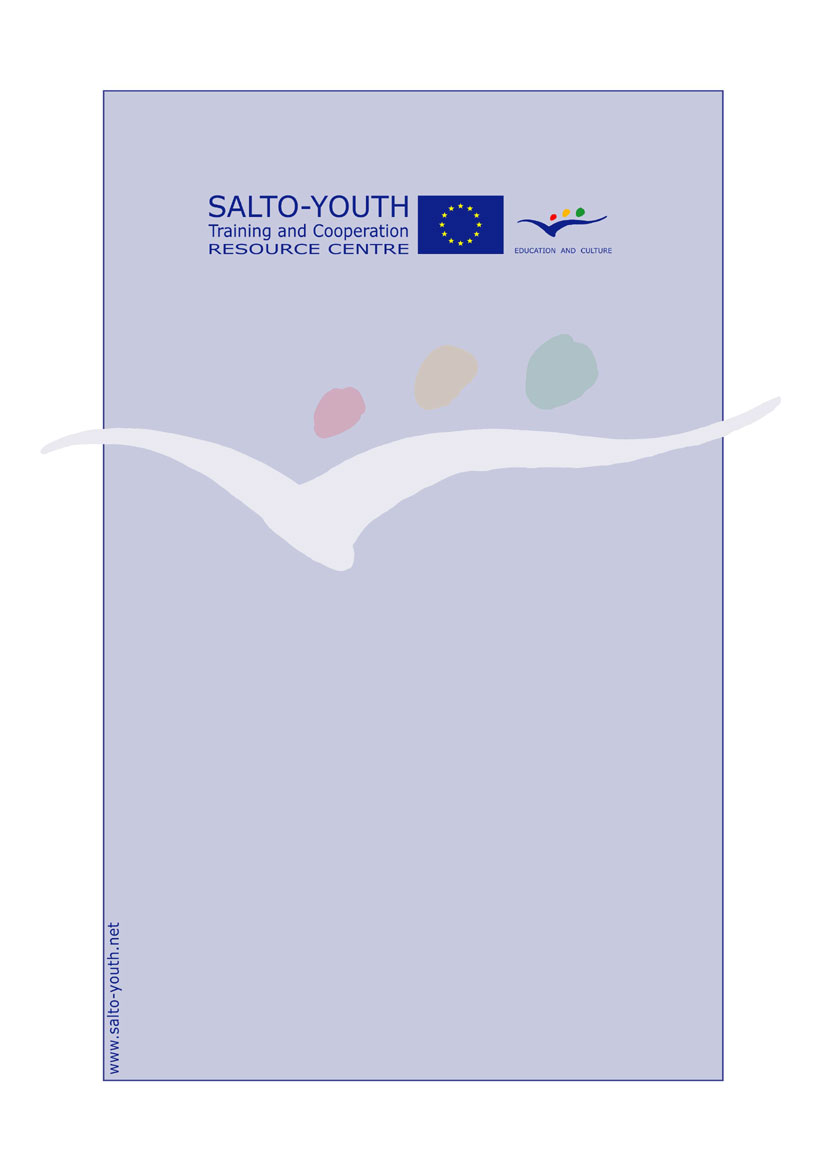 SALTO-YOUTH
Training and Cooperation
RESOURCE CENTRE
EDUCATION AND CULTURE
www.salto-youth.net